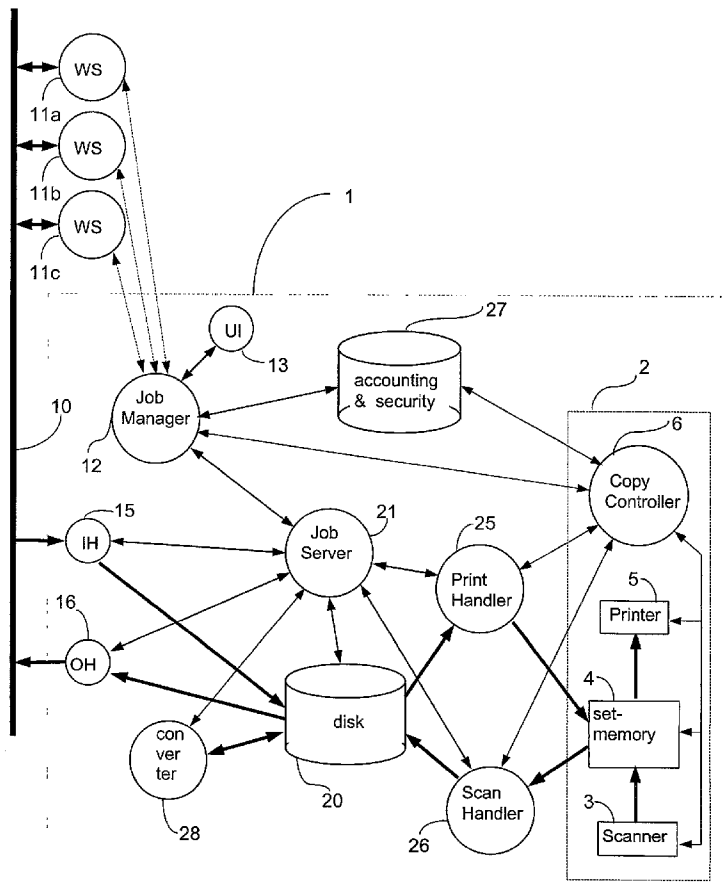 WS
11a
WS
11b
WS
11c
1
UI
13
27
accounting
& security
2
6
Job
Manager
12
10
Copy
Controller
15
IH
21
Job
Server
25
Print
Handler
5
Printer
16
OH
4
set-
memory
disk
20
con
ver
ter
28
Scan
Handler
26
3
Scanner